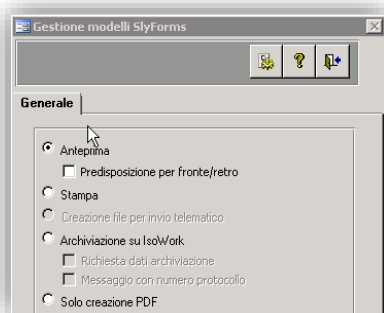 Gestione modelli SlyForms
Generale
Anteprima
Predisposizione per fronte/retro
Stampa
Creazione file per invio telematico
Archiviazione su IsoWork
Richiesta dati archiviazione
Messaggio con numero protocollo
Solo creazione PDF